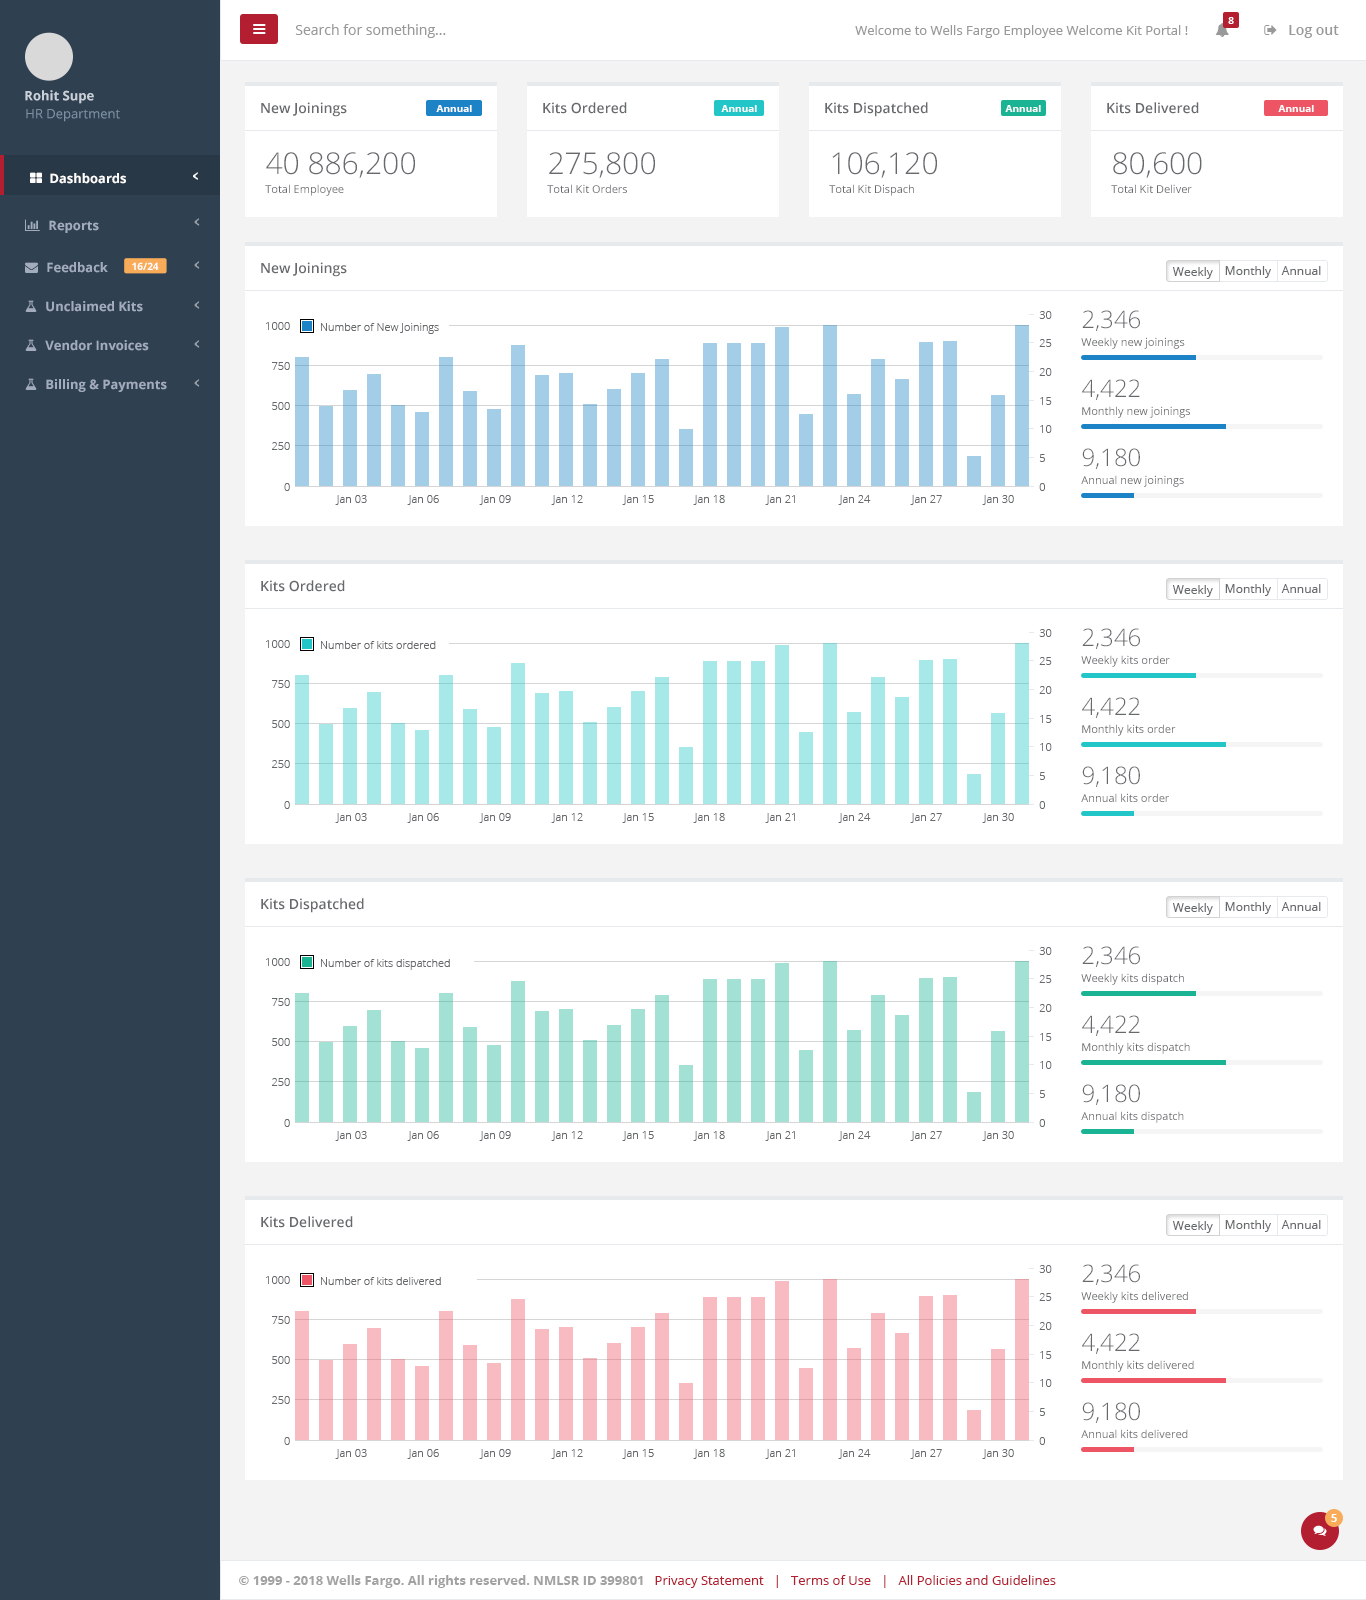 Search for something...
Welcome to Wells Fargo Employee Welcome Kit Portal !
8
Log out
Rohit Supe
HR Department
Dashboards
Reports
Feedback 16/24
Unclaimed Kits
Vendor Invoices
Billing & Payments
New Joinings Annual
40 886,200
Total Employee
Kits Ordered Annual
275,800
Total Kit Orders
Kits Dispatched Annual
106,120
Total Kit Dispach
Kits Delivered Annual
80,600
Total Kit Deliver
New Joinings
Weekly Monthly Annual
Number of New Joinings
1000
750
500
250
0
30
25
20
15
10
5
0
Jan 03 Jan 06 Jan 09 Jan 12 Jan 15 Jan 18 Jan 21 Jan 24 Jan 27 Jan 30
2,346
Weekly new joinings
4,422
Monthly new joinings
9,180
Annual new joinings
Kits Ordered
Weekly Monthly Annual
Number of kits ordered
1000
750
500
250
0
30
25
20
15
10
5
0
Jan 03 Jan 06 Jan 09 Jan 12 Jan 15 Jan 18 Jan 21 Jan 24 Jan 27 Jan 30
2,346
Weekly kits order
4,422
Monthly kits order
9,180
Annual kits order
Kits Dispatched
Weekly Monthly Annual
Number of kits dispatched
1000
750
500
250
0
30
25
20
15
10
5
0
Jan 03 Jan 06 Jan 09 Jan 12 Jan 15 Jan 18 Jan 21 Jan 24 Jan 27 Jan 30
2,346
Weekly kits dispatch
4,422
Monthly kits dispatch
9,180
Annual kits dispatch
Kits Delivered
Weekly Monthly Annual
Number of kits delivered
1000
750
500
250
0
30
25
20
15
10
5
0
Jan 03 Jan 06 Jan 09 Jan 12 Jan 15 Jan 18 Jan 21 Jan 24 Jan 27 Jan 30
2,346
Weekly kits delivered
4,422
Monthly kits delivered
9,180
Annual kits delivered
5
© 1999 - 2018 Wells Fargo. All rights reserved. NMLSR ID 399801 Privacy Statement | Terms of Use | All Policies and Guidelines